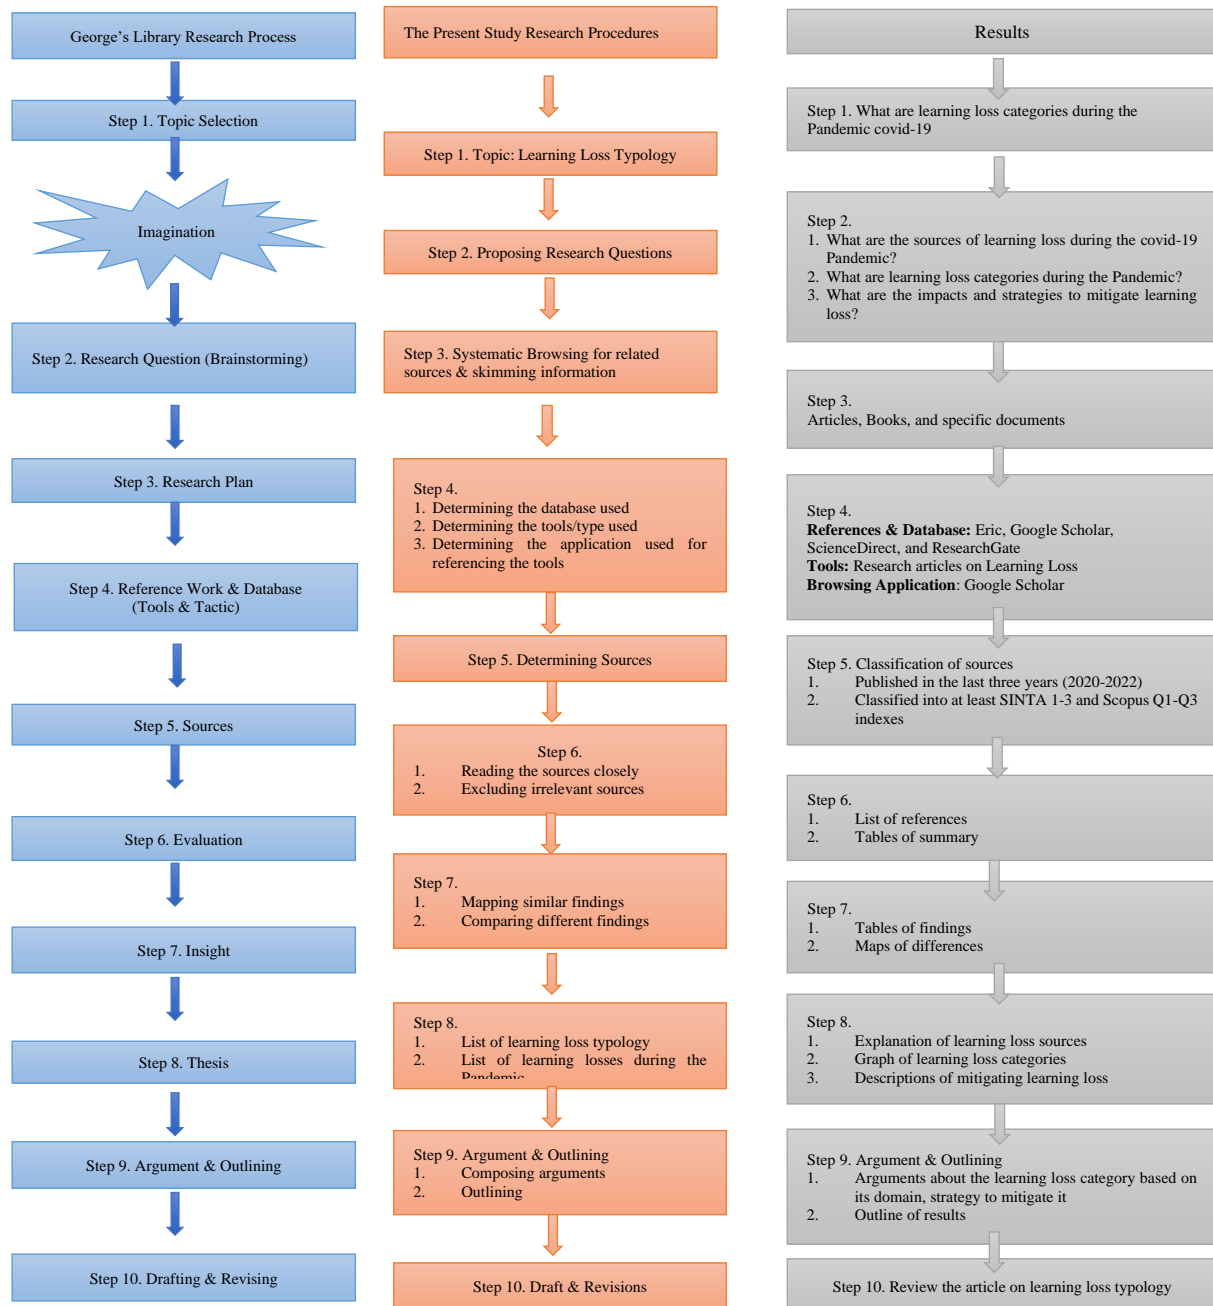 George's Library Research Process
Step 1. Topic Selection
Imagination
Step 2. Research Question (Brainstorming)
Step 3. Research Plan
Step 4. Reference Work & Database
(Tools & Tactic)
Step 5. Sources
Step 6. Evaluation
Step 7. Insight
Step 8. Thesis
Step 9. Argument & Outlining
Step 10. Drafting & Revising
The Present Study Research Procedures
Step 1. Topic: Learning Loss Typology
Step 2. Proposing Research Questions
Step 3. Systematic Browsing for related
sources & skimming information
Step 4.
1. Determining the database used
2. Determining the tools/type used
3. Determining the application used for
referencing the tools
Step 5. Determining Sources
Step 6.
1. Reading the sources closely
2. Excluding irrelevant sources
Step 7.
1. Mapping similar findings
2. Comparing different findings
Step 8.
1. List of learning loss typology
2. List of learning losses during the
Pandemic
Step 9. Argument & Outlining
1. Composing arguments
2. Outlining
Step 10. Draft & Revisions
Results
Step 1. What are learning loss categories during the
Pandemic covid-19
Step 2.
1. What are the sources of learning loss during the covid-19
Pandemic?
2. What are learning loss categories during the Pandemic?
3. What are the impacts and strategies to mitigate learning
loss?
Step 3.
Articles, Books, and specific documents
Step 4.
References & Database: Eric, Google Scholar,
ScienceDirect, and ResearchGate
Tools: Research articles on Learning Loss
Browsing Application: Google Scholar
Step 5. Classification of sources
1. Published in the last three years (2020-2022)
2. Classified into at least SINTA 1-3 and Scopus Q1-Q3
indexes
Step 6.
1. List of references
2. Tables of summary
Step 7.
1. Tables of findings
2. Maps of differences
Step 8.
1. Explanation of learning loss sources
2. Graph of learning loss categories
3. Descriptions of mitigating learning loss
Step 9. Argument & Outlining
1. Arguments about the learning loss category based on
its domain, strategy to mitigate it
2. Outline of results
Step 10. Review the article on learning loss typology